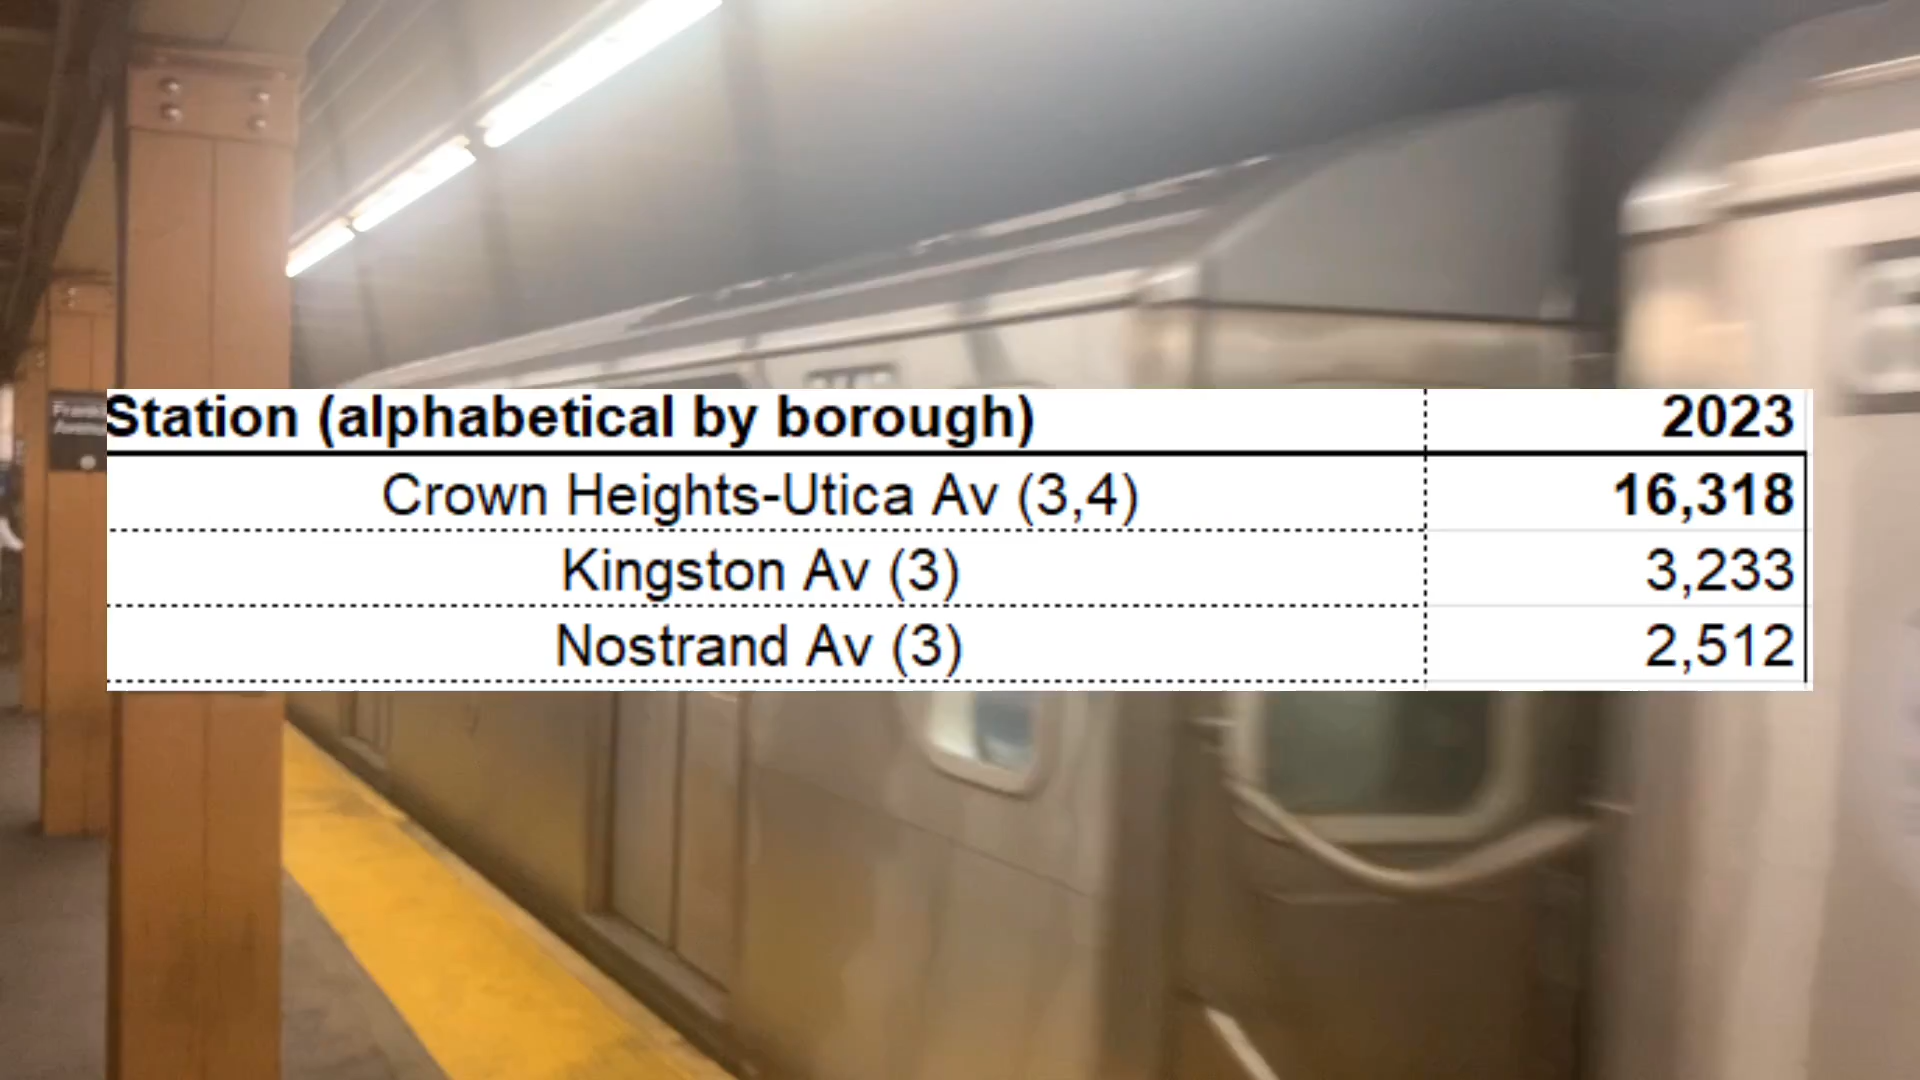 Station (alphabetical by borough) 2023
Crown Heights-Utica Av (3,4) 16,318
Kingston Av (3) 3,233
Nostrand Av (3) 2,512